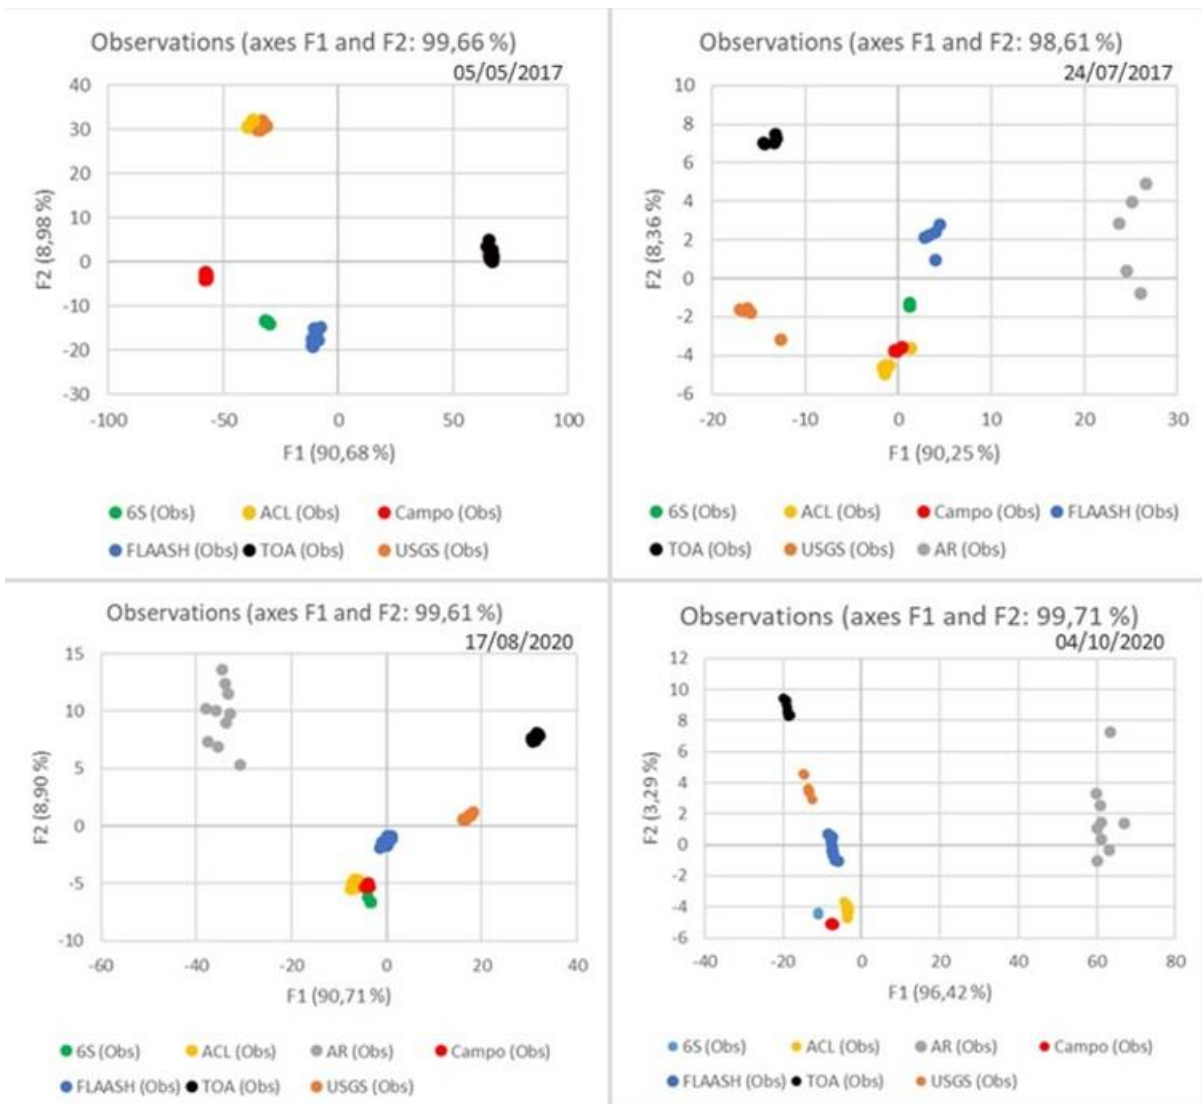 Observations (axes F1 and F2: 99,66 %)
05/05/2017
40
30
20
10
0
-10
-20
-30
F2 (8,98 %)
-100 -50 0 50 100
F1 (90,68 %)
6S (Obs) ACL (Obs) Campo (Obs)
FLAASH (Obs) TOA (Obs) USGS (Obs)
Observations (axes F1 and F2: 98,61 %)
24/07/2017
10
8
6
4
2
0
-2
-4
-6
F2 (8,36 %)
-20 -10 0 10 20 30
F1 (90,25 %)
6S (Obs) ACL (Obs) Campo (Obs) FLAASH (Obs)
TOA (Obs) USGS (Obs) AR (Obs)
Observations (axes F1 and F2: 99,61 %)
17/08/2020
15
10
5
0
-5
-10
F2 (8,90 %)
-60 -40 -20 0 20 40
F1 (90,71 %)
6S (Obs) ACL (Obs) AR (Obs) Campo (Obs)
FLAASH (Obs) TOA (Obs) USGS (Obs)
Observations (axes F1 and F2: 99,71 %)
04/10/2020
12
10
8
6
4
2
0
-2
-4
-6
F2 (3,29 %)
-40 -20 0 20 40 60 80
F1 (96,42 %)
6S (Obs) ACL (Obs) AR (Obs) Campo (Obs)
FLAASH (Obs) TOA (Obs) USGS (Obs)